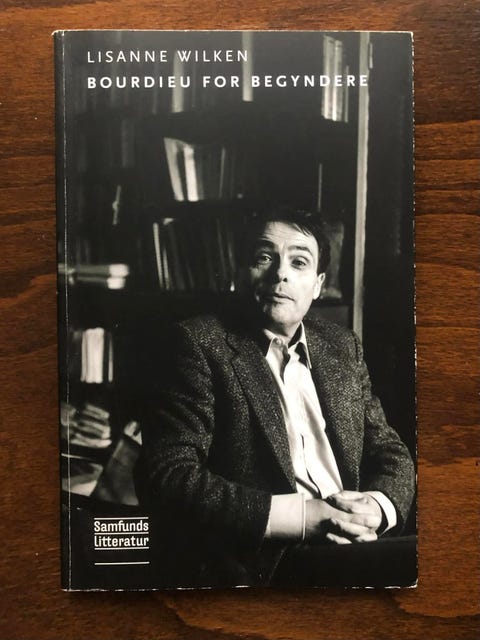 LISANNE WILKEN
BOURDIEU FOR BEGYNDERE
Samfunds
litteratur